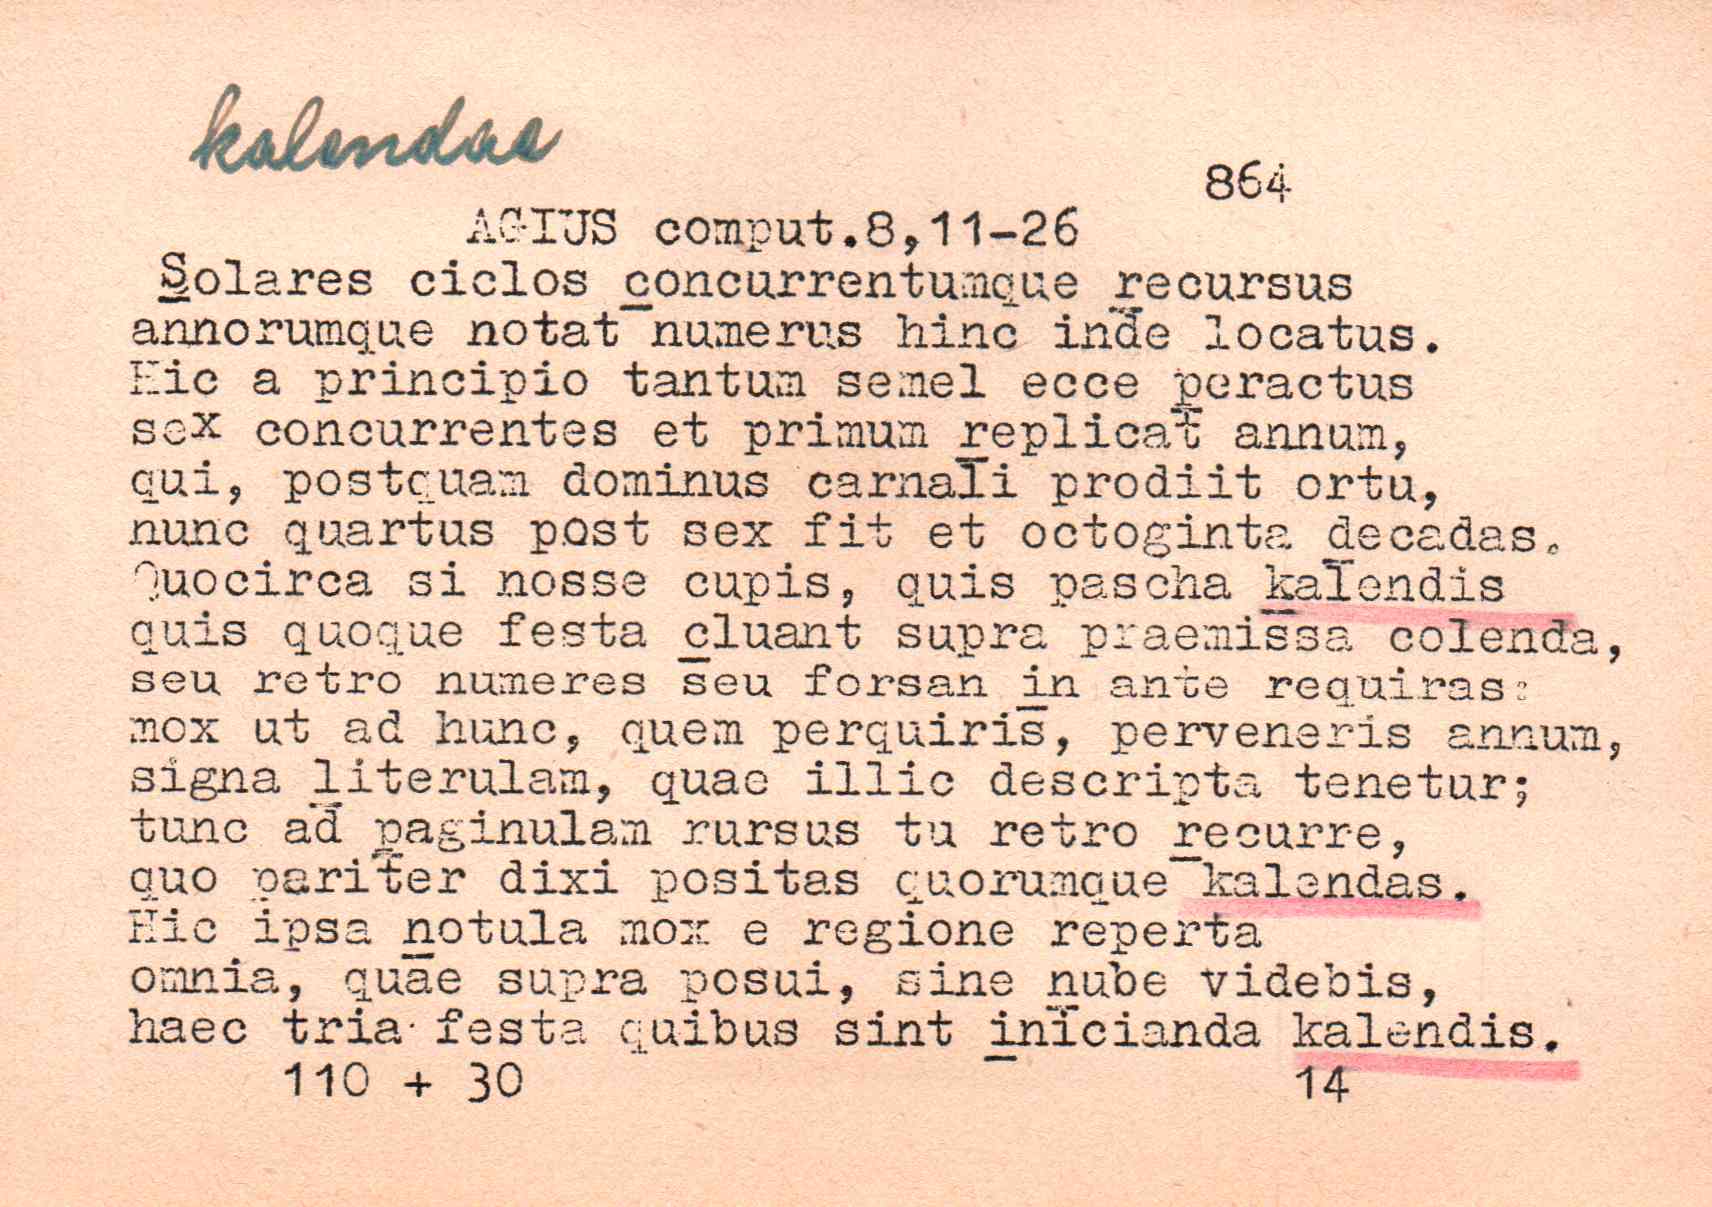 kalendae
864
AGIUS comput.8,11-26
Solares ciclos concurrentumque recursus
annorumque notat numerus hinc inde locatus.
Hic a principio tantum semel ecce peractus
sex concurrentes et primum replicat annum,
qui, postquam dominus carnali prodiit ortu,
nunc quartus post sex fit et octoginta decadas.
Quocirca si nosse cupis, quis pascha kalendis
quis quoque festa cluant supra praemissa colenda,
seu retro numeres seu forsan in ante requiras:
mox ut ad hunc, quem perquiris, perveneris annum,
signa literulam, quae illic descripta tenetur;
tunc ad paginulam rursus tu retro recurre,
quo pariter dixi positas quorumque kalendas.
Hic ipsa notula mox e regione reperta
omnia, quae supra posui, sine nube videbis,
haec tria festa quibus sint inicianda kalendis.
110 + 30 14